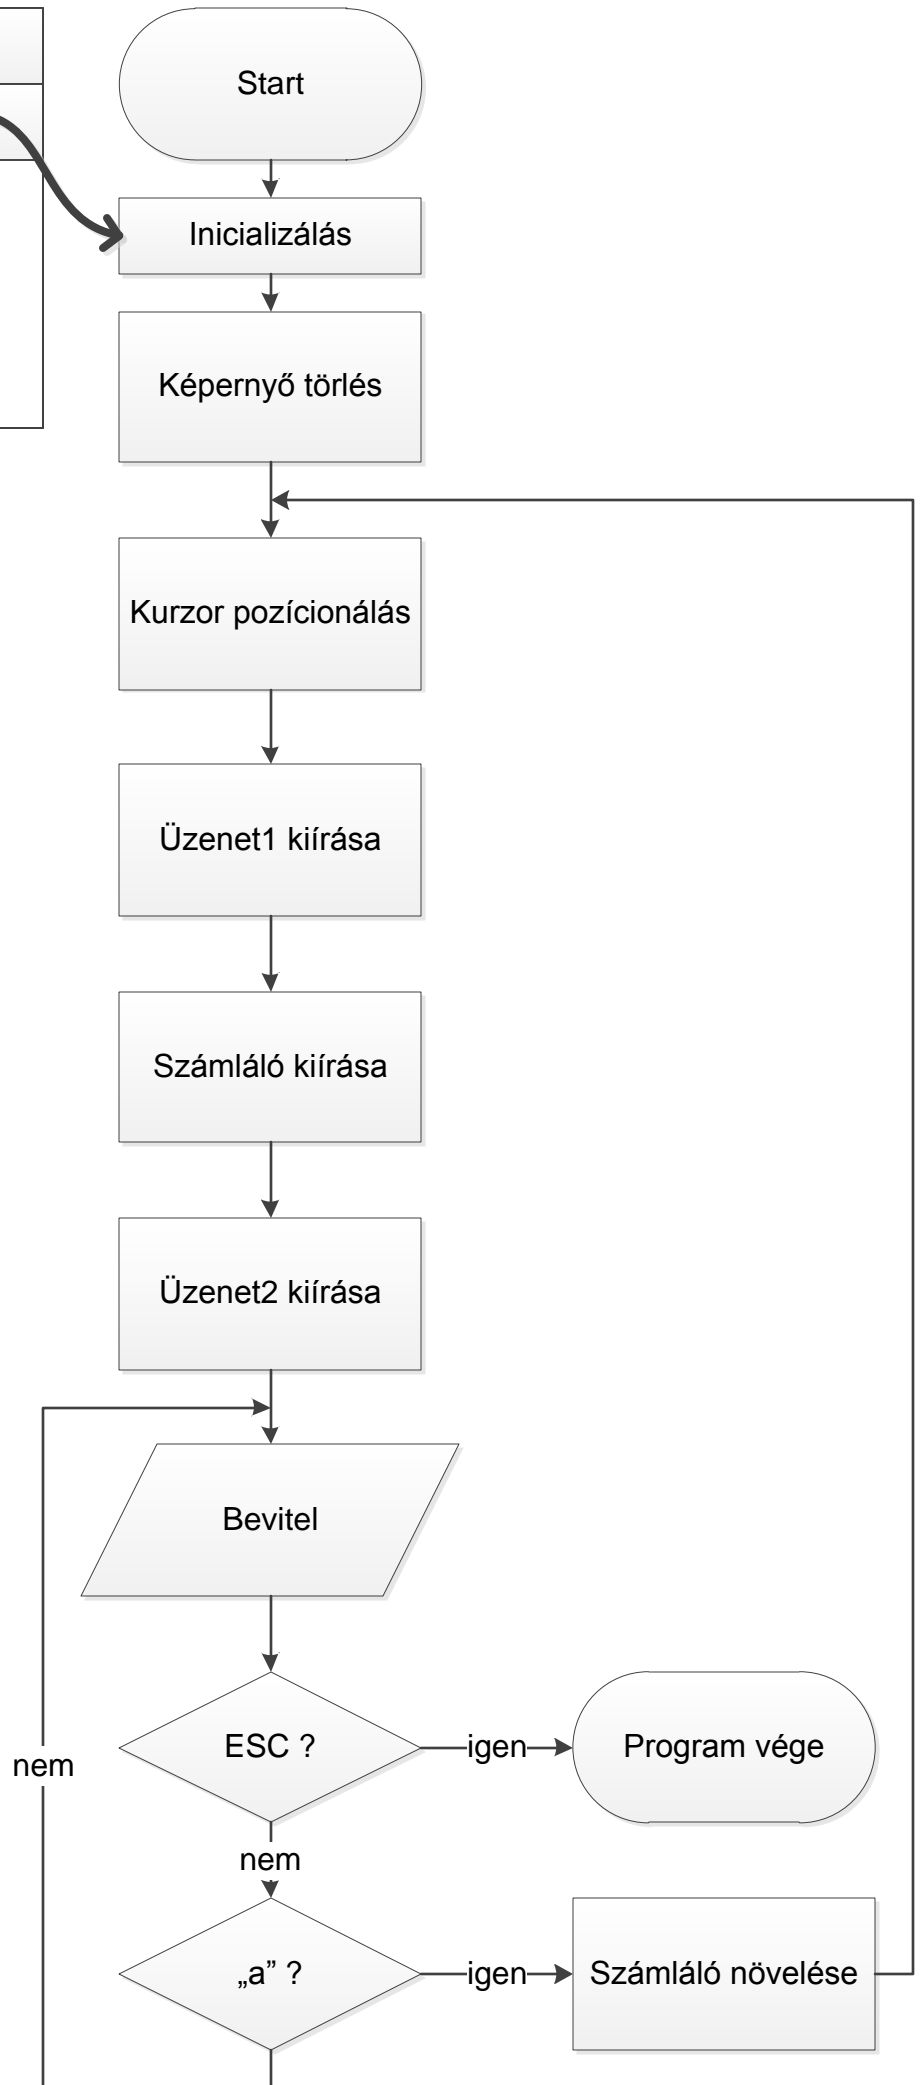 Start
Inicializálás
Képernyő törlés
Kurzor pozícionálás
Üzenet1 kiírása
Számláló kiírása
Üzenet2 kiírása
Bevitel
ESC ?
igen
Program vége
nem
nem
„a” ?
igen
Számláló növelése